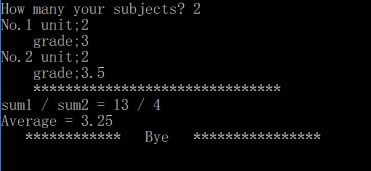 How many your subjects? 2
No.1 unit;2
    grade;3
No.2 unit;2
    grade;3.5
    *******************************
sum1 / sum2 = 13 / 4
Average = 3.25
   ************   Bye   ****************